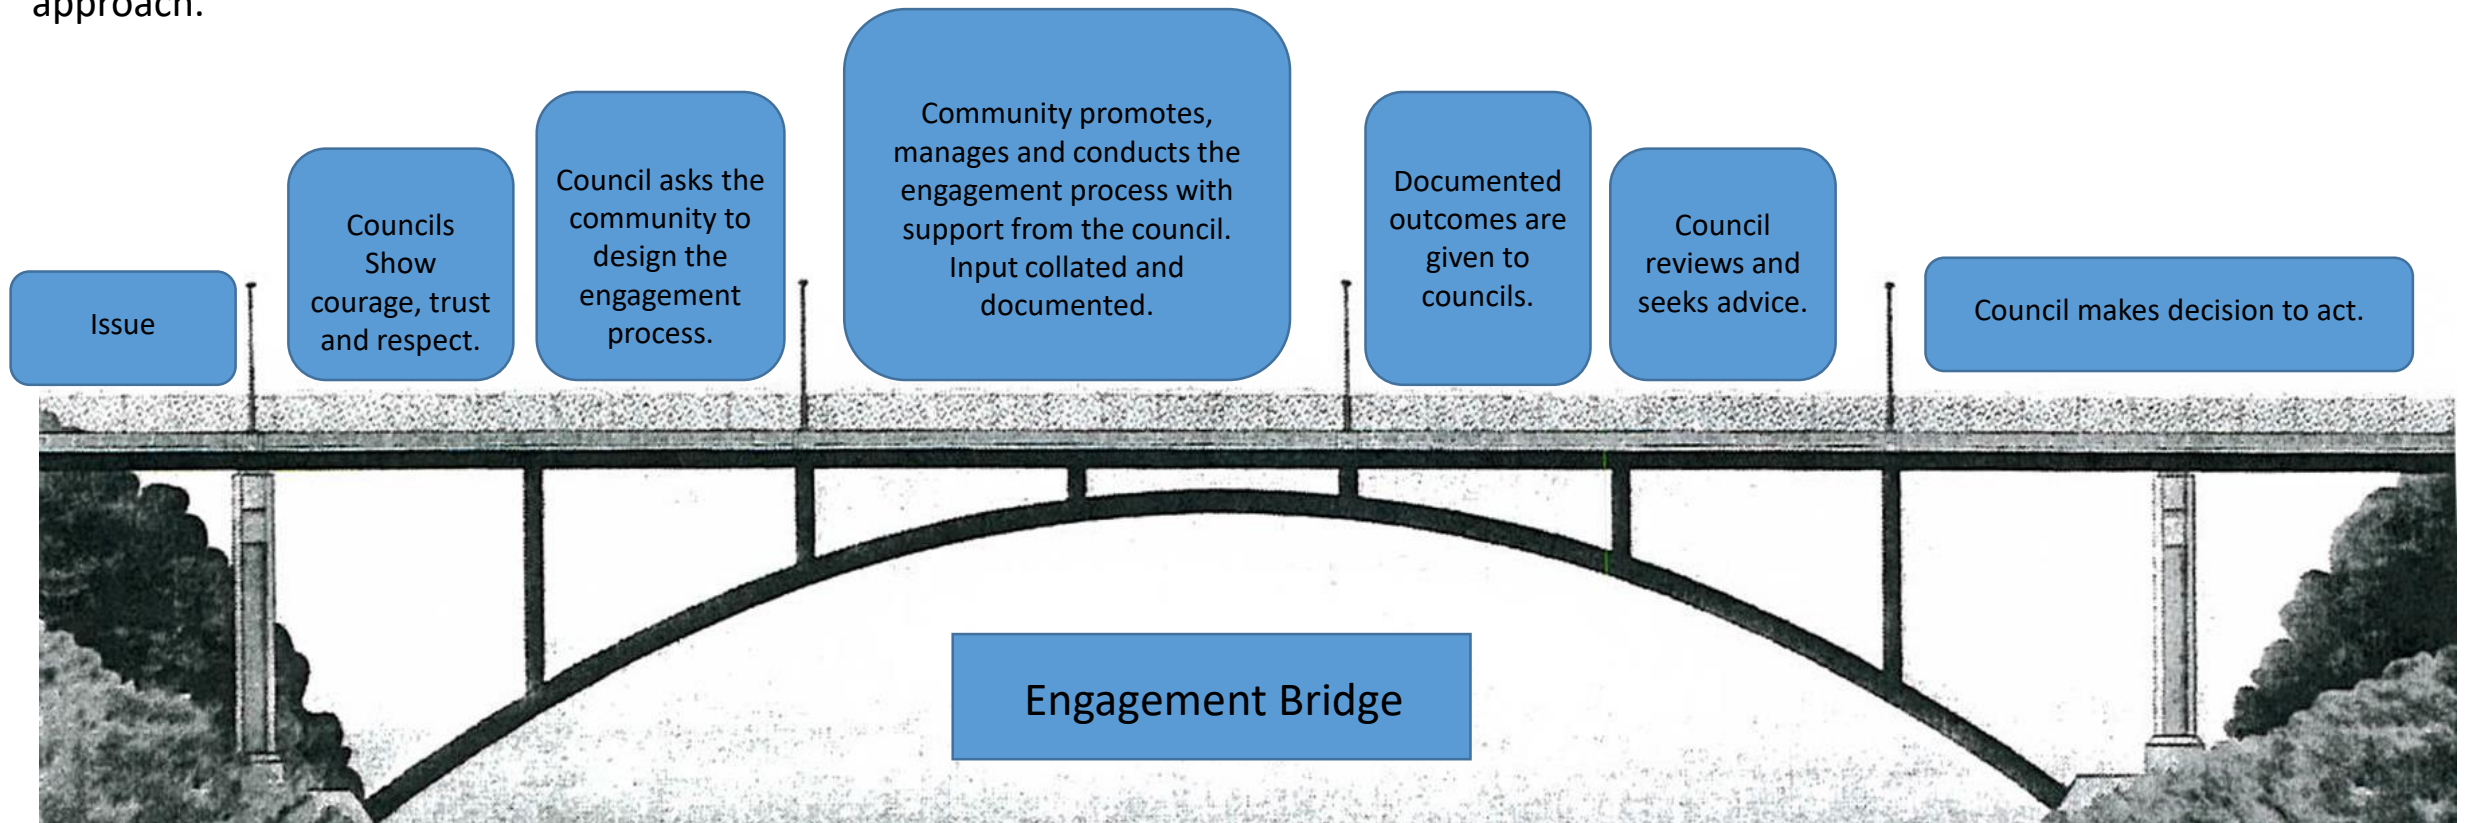 approach.
Issue
Councils
Show
courage, trust
and respect.
Council asks the
community to
design the
engagement
process.
Community promotes,
manages and conducts the
engagement process with
support from the council.
Input collated and
documented.
Documented
outcomes are
given to
councils.
Council
reviews and
seeks advice.
Council makes decision to act.
Engagement Bridge